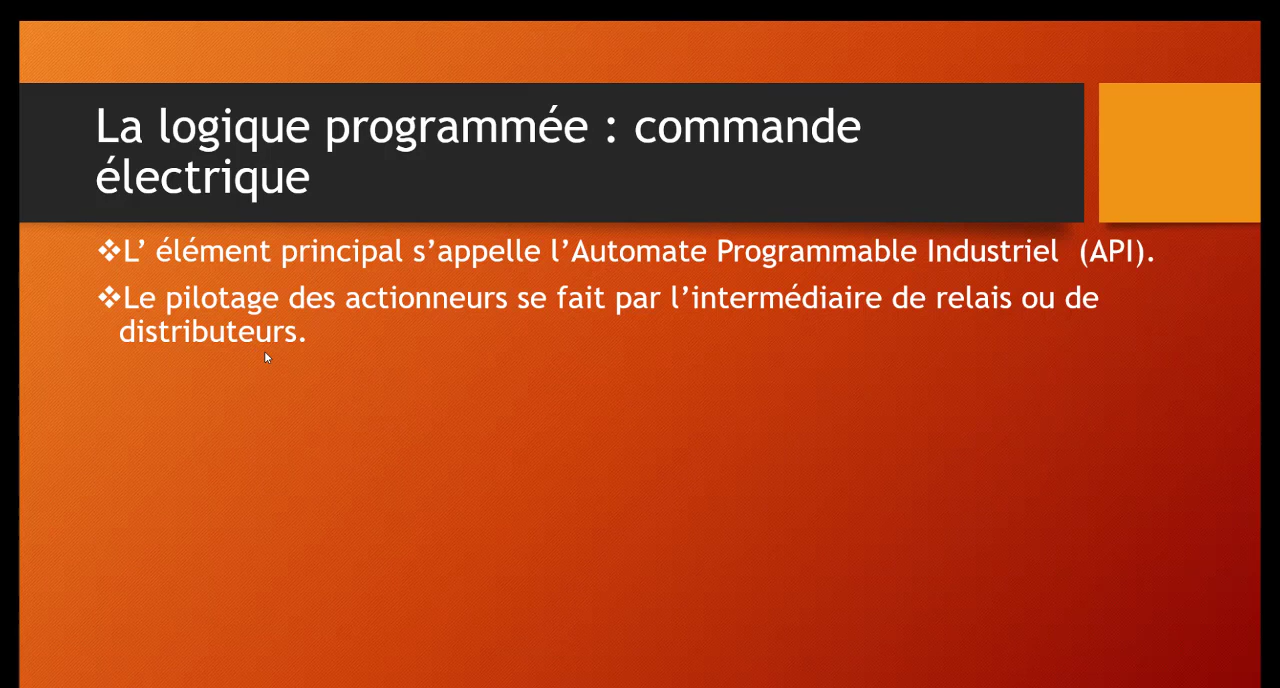 La logique programmée : commande
électrique
❖L’ élément principal s’appelle l’Automate Programmable Industriel  (API).
❖Le pilotage des actionneurs se fait par l’intermédiaire de relais ou de
distributeurs.